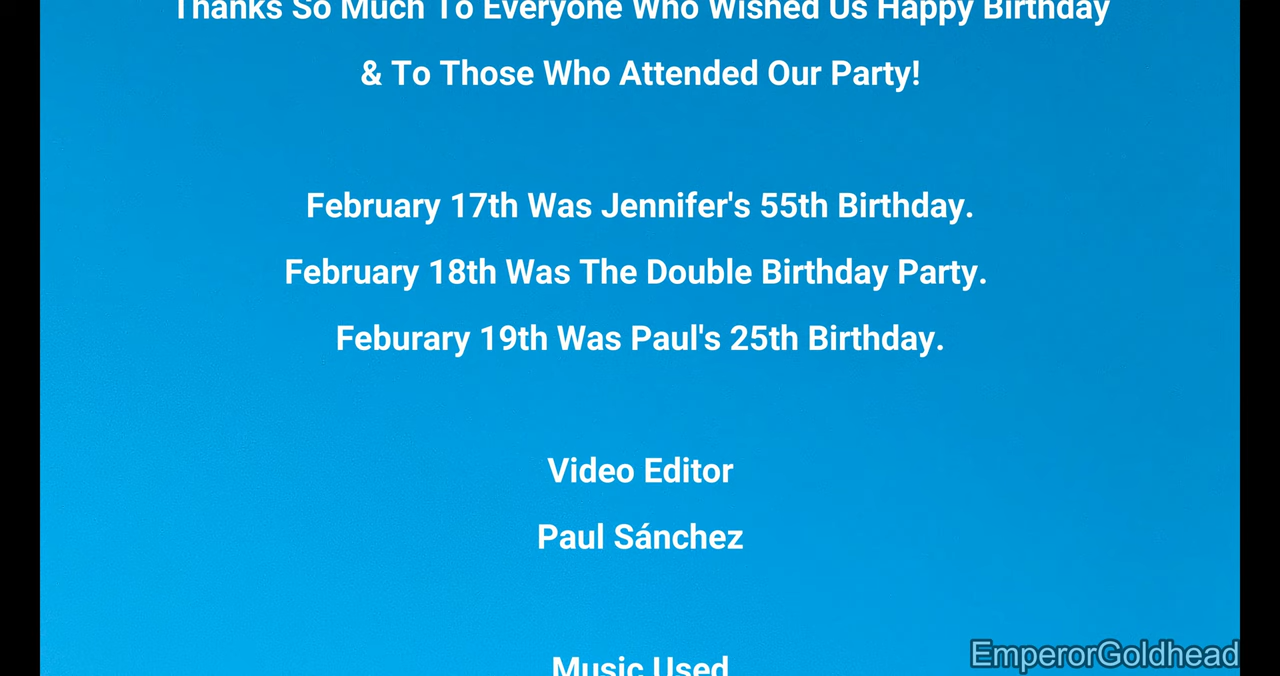 Thanks So Much To Everyone Who Wished Us Happy Birthday
& To Those Who Attended Our Party!
February 17th Was Jennifer's 55th Birthday.
February 18th Was The Double Birthday Party.
Feburary 19th Was Paul's 25th Birthday.
Video Editor
Paul Sánchez
Music Used
EmperorGoldhead